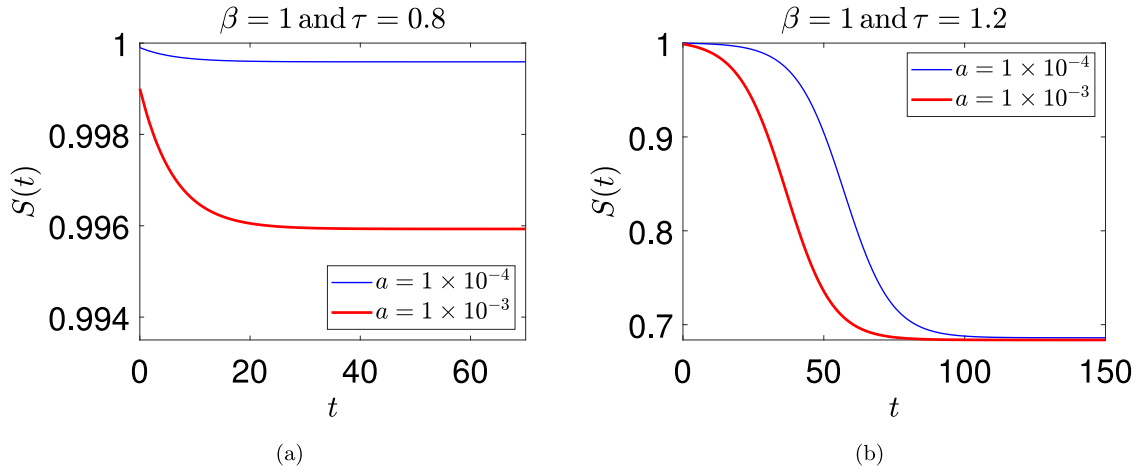 β = 1 and τ = 0.8
1
0.998
0.996
0.994
S(t)
a = 1 × 10⁻⁴
a = 1 × 10⁻³
0
20
40
60
t
(a)
β = 1 and τ = 1.2
1
0.9
0.8
0.7
S(t)
a = 1 × 10⁻⁴
a = 1 × 10⁻³
0
50
100
150
t
(b)